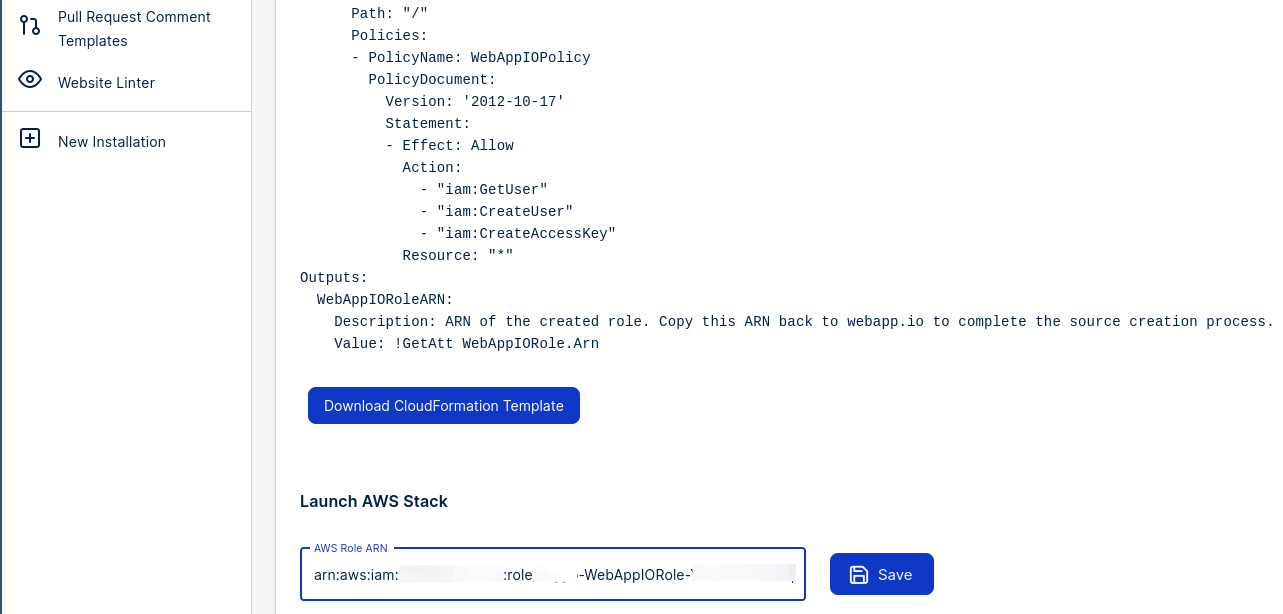 Pull Request Comment
Templates
Website Linter
New Installation
Path: "/"
Policies:
- PolicyName: WebAppIOPolicy
PolicyDocument:
Version: '2012-10-17'
Statement:
- Effect: Allow
Action:
- "iam:GetUser"
- "iam:CreateUser"
- "iam:CreateAccessKey"
Resource: "*"
Outputs:
WebAppIORoleARN:
Description: ARN of the created role. Copy this ARN back to webapp.io to complete the source creation process.
Value: !GetAtt WebAppIORole.Arn
Download CloudFormation Template
Launch AWS Stack
AWS Role ARN
arn:aws:iam: :role -WebAppIORole-
Save